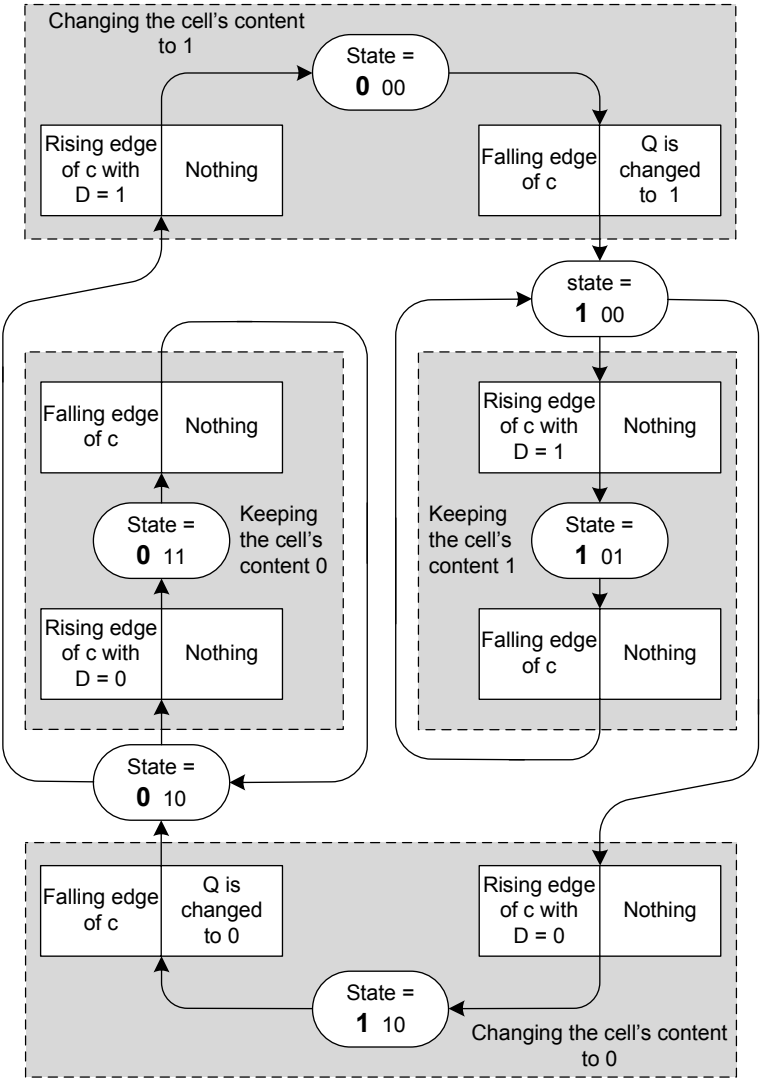 Changing the cell's content
to 1
State =
0 00
Rising edge
of c with
D = 1
Nothing
Falling edge
of c
Q is
changed
to 1
state =
1 00
Falling edge
of c
Nothing
Rising edge
of c with
D = 1
Nothing
State =
0 11
Keeping
the cell's
content 0
Keeping
the cell's
content 1
State =
1 01
Rising edge
of c with
D = 0
Nothing
Falling edge
of c
Nothing
State =
0 10
Falling edge
of c
Q is
changed
to 0
Rising edge
of c with
D = 0
Nothing
State =
1 10
Changing the cell's content
to 0